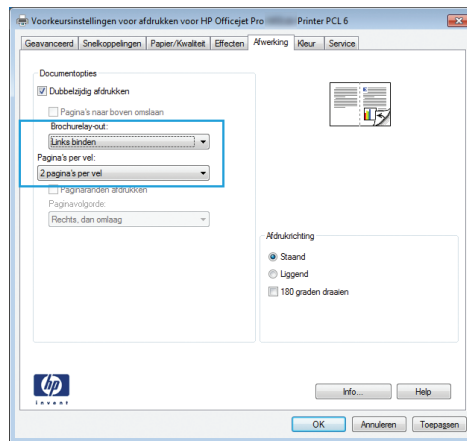 Voorkeursinstellingen voor afdrukken voor HP Officejet Pro Printer PCL 6
Geavanceerd Snelkoppelingen Papier/Kwaliteit Effecten Afwerking Kleur Service
Documentopties
Dubbelzijdig afdrukken
Pagina's naar boven omslaan
Brochurelay-out:
Links binden
Pagina's per vel:
2 pagina's per vel
Paginaranden afdrukken
Paginavolgorde:
Rechts, dan omlaag
Afdrukrichting
Staand
Liggend
180 graden draaien
hp
invent
Info... Help
OK Annuleren Toepassen